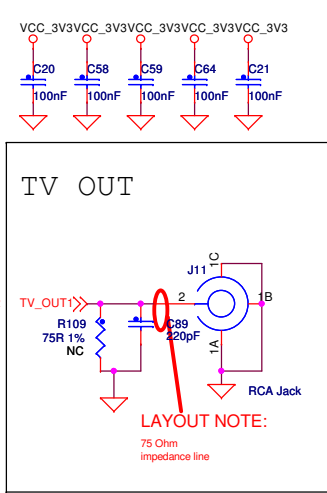 VCC_3V3VCC_3V3VCC_3V3VCC_3V3VCC_3V3
C20 C58 C59 C64 C21
100nF 100nF 100nF 100nF 100nF
TV OUT
J11
1C
TV_OUT1
2
1B
R109
75R 1%
NC
C89
220pF
1A
RCA Jack
LAYOUT NOTE:
75 Ohm
impedance line